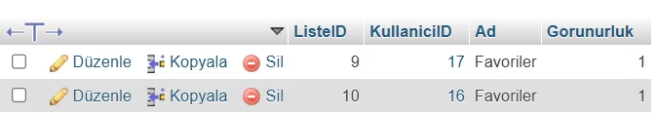 ListeID KullaniciID Ad Gorunurluk
Düzenle Kopyala Sil 9 17 Favoriler 1
Düzenle Kopyala Sil 10 16 Favoriler 1